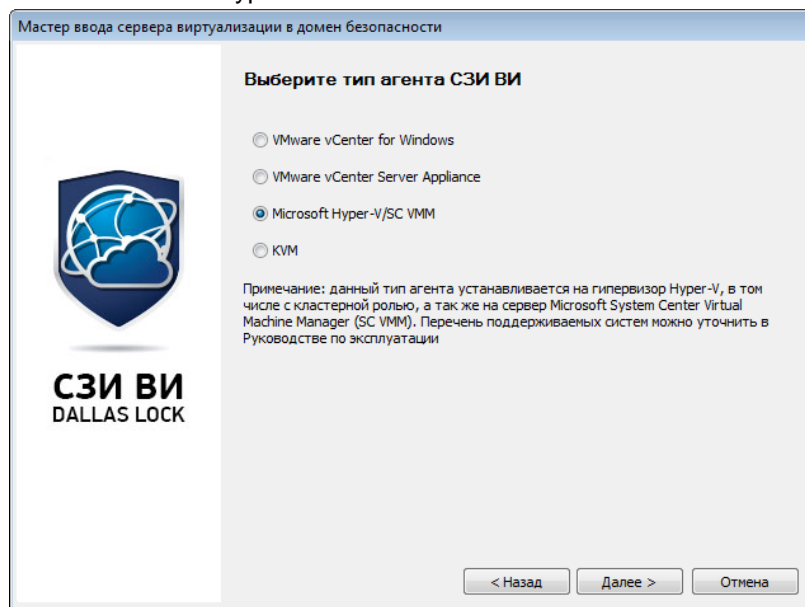 Мастер ввода сервера виртуализации в домен безопасности
Выберите тип агента СЗИ ВИ
VMware vCenter for Windows
VMware vCenter Server Appliance
Microsoft Hyper-V/SC VMM
KVM
Примечание: данный тип агента устанавливается на гипервизор Hyper-V, в том
числе с кластерной ролью, а так же на сервер Microsoft System Center Virtual
Machine Manager (SC VMM). Перечень поддерживаемых систем можно уточнить в
Руководстве по эксплуатации
СЗИ ВИ
DALLAS LOCK
< Назад
Далее >
Отмена